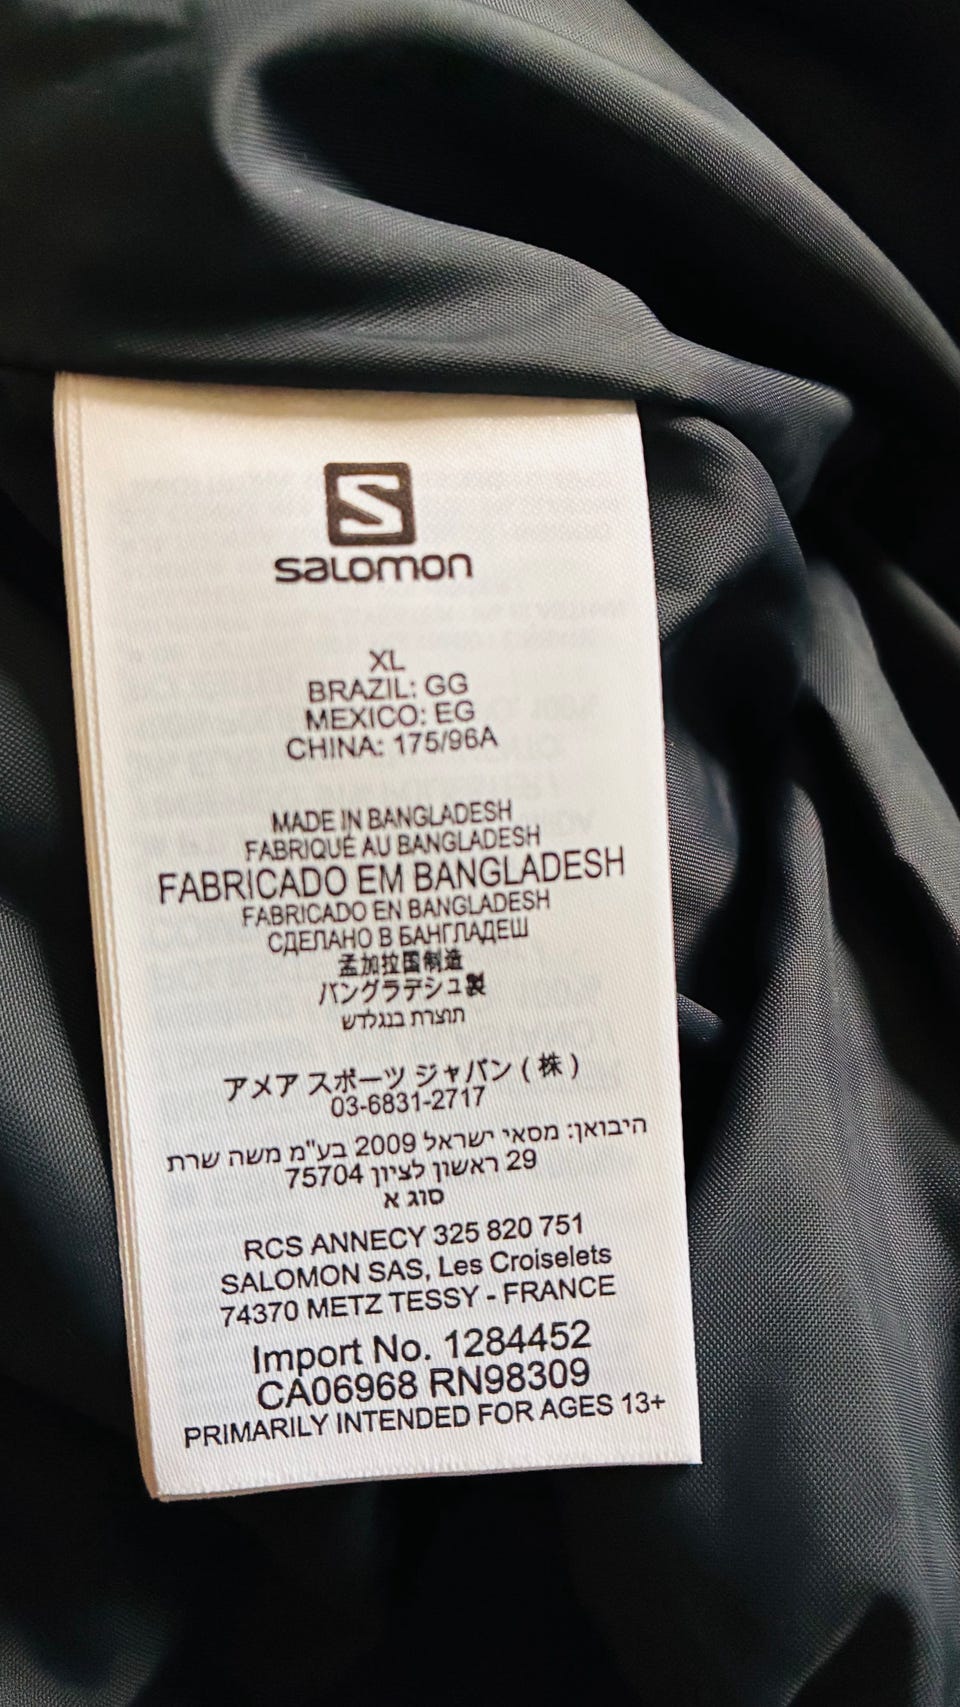 S
SALOMON
XL
BRAZIL: GG
MEXICO: EG
CHINA: 175/96A
MADE IN BANGLADESH
FABRIQUÉ AU BANGLADESH
FABRICADO EM BANGLADESH
FABRICADO EN BANGLADESH
СДЕЛАНО В БАНГЛАДЕШ
孟加拉国制造
バングラデシュ製
תוצרת בנגלדש
アメア スポーツ ジャパン ( 株 )
03-6831-2717
היבואן: מסאי ישראל 2009 בע"מ משה שרת
29 ראשון לציון 75704
סוג א
RCS ANNECY 325 820 751
SALOMON SAS, Les Croiselets
74370 METZ TESSY - FRANCE
Import No. 1284452
CA06968 RN98309
PRIMARILY INTENDED FOR AGES 13+